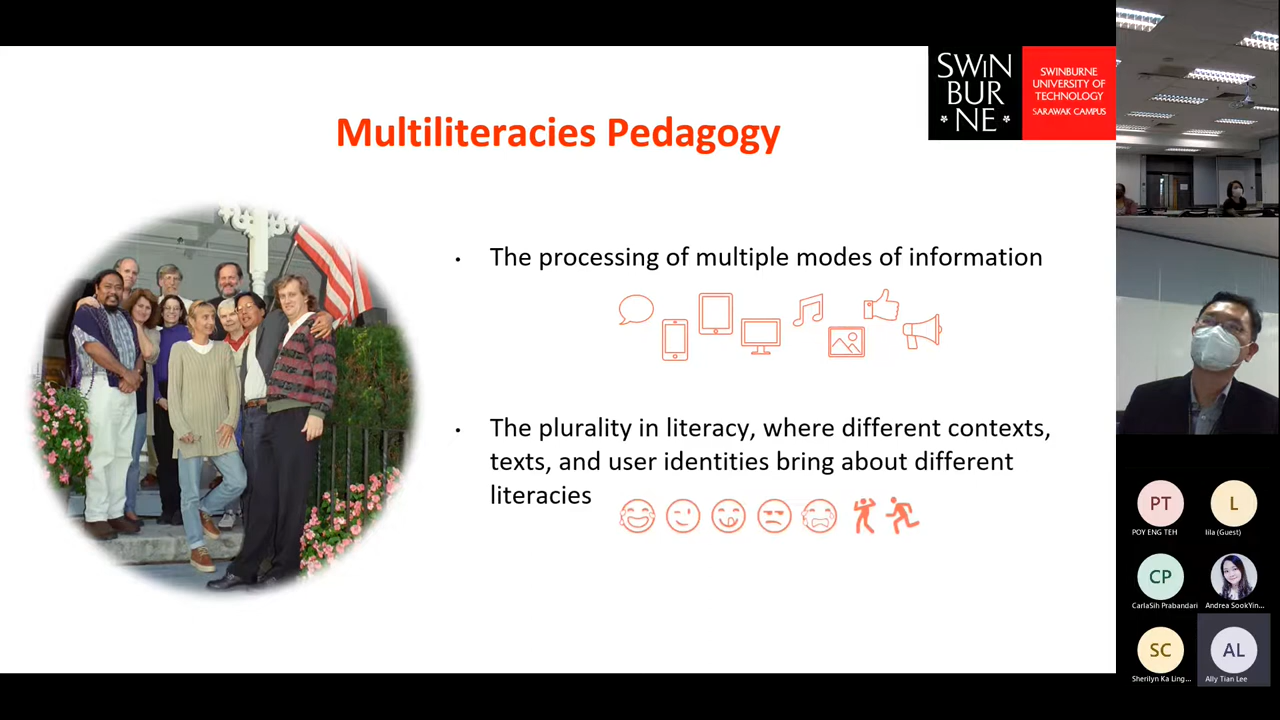 SWiN
BUR
NE
SWINBURNE
UNIVERSITY OF
TECHNOLOGY
SARAWAK CAMPUS
Multiliteracies Pedagogy
• The processing of multiple modes of information
• The plurality in literacy, where different contexts,
texts, and user identities bring about different
literacies
PT
POY ENG TEH
L
lila (Guest)
CP
CarlaSih Prabandari
Andrea SookYin...
SC
Sherilyn Ka Ling...
AL
Ally Tian Lee